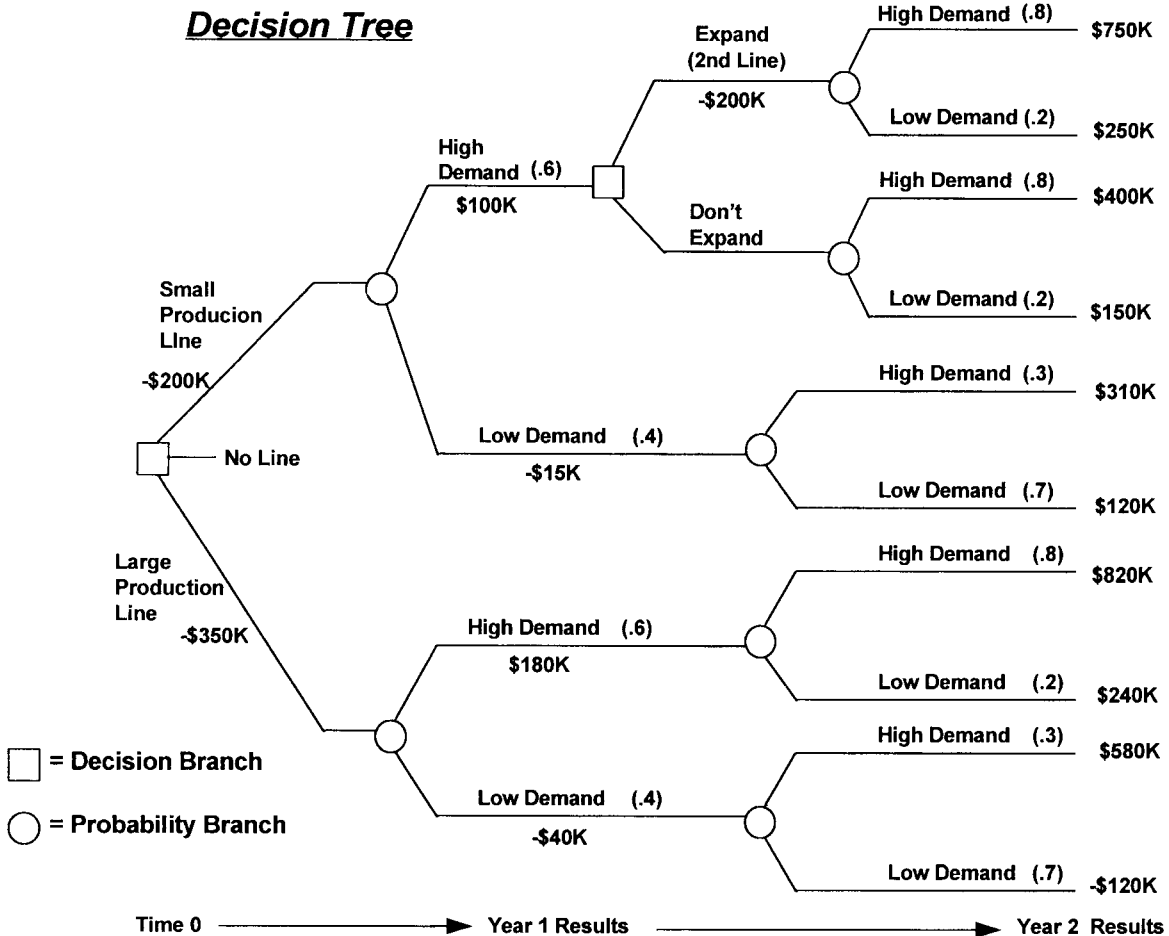 Decision Tree
High Demand (.8)
$750K
Expand
(2nd Line)
-$200K
Low Demand (.2)
$250K
High
Demand (.6)
$100K
High Demand (.8)
$400K
Don't
Expand
Low Demand (.2)
$150K
Small
Producion
LIne
-$200K
High Demand (.3)
$310K
Low Demand (.4)
-$15K
No Line
Low Demand (.7)
$120K
Large
Production
Line
-$350K
High Demand (.8)
$820K
High Demand (.6)
$180K
Low Demand (.2)
$240K
High Demand (.3)
$580K
= Decision Branch
Low Demand (.4)
-$40K
= Probability Branch
Low Demand (.7)
-$120K
Time 0
Year 1 Results
Year 2 Results